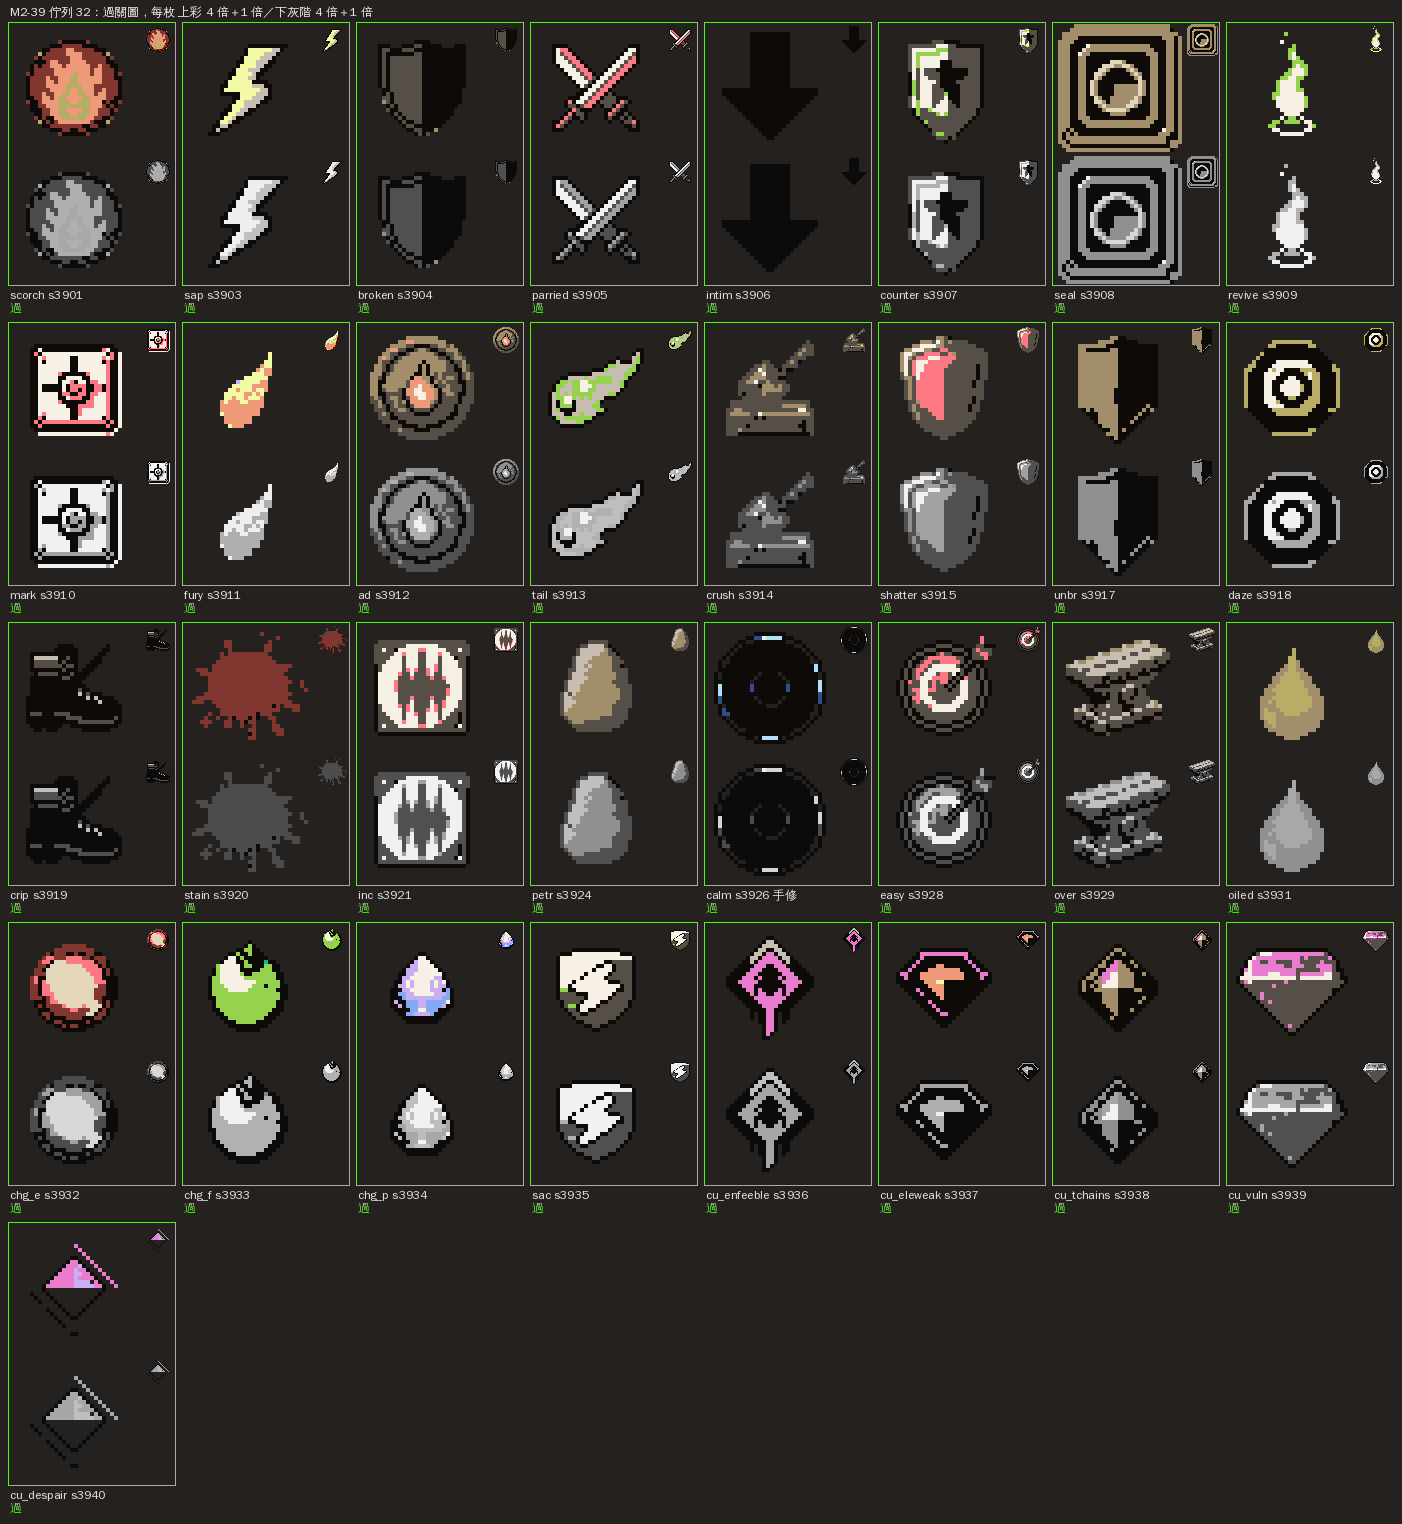 M2-39 佇列 32：過關圖，每枚 上彩 4 倍＋1 倍／下灰階 4 倍＋1 倍
scorch s3901
過
sap s3903
過
broken s3904
過
parried s3905
過
intim s3906
過
counter s3907
過
seal s3908
過
revive s3909
過
mark s3910
過
fury s3911
過
ad s3912
過
tail s3913
過
crush s3914
過
shatter s3915
過
unbr s3917
過
daze s3918
過
crip s3919
過
stain s3920
過
inc s3921
過
petr s3924
過
calm s3926 手修
過
easy s3928
過
over s3929
過
oiled s3931
過
chg_e s3932
過
chg_f s3933
過
chg_p s3934
過
sac s3935
過
cu_enfeeble s3936
過
cu_eleweak s3937
過
cu_tchains s3938
過
cu_vuln s3939
過
cu_despair s3940
過